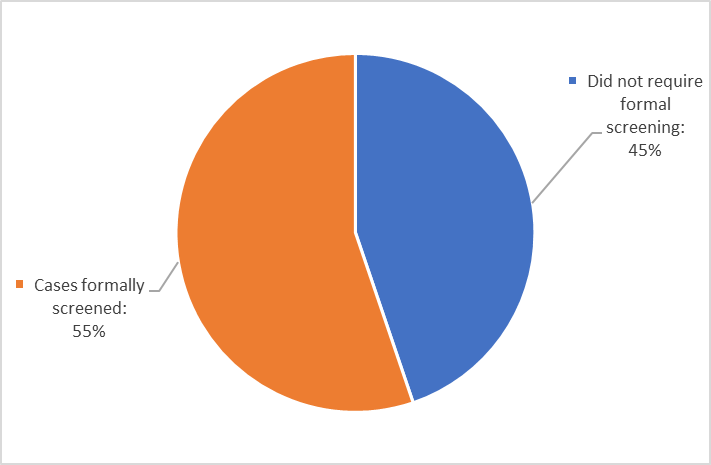 Did not require
formal
screening:
45%
Cases formally
screened:
55%